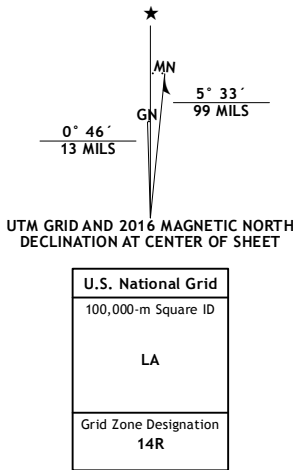 MN
GN
5° 33´
99 MILS
0° 46´
13 MILS
UTM GRID AND 2016 MAGNETIC NORTH
DECLINATION AT CENTER OF SHEET
U.S. National Grid
100,000-m Square ID
LA
Grid Zone Designation
14R